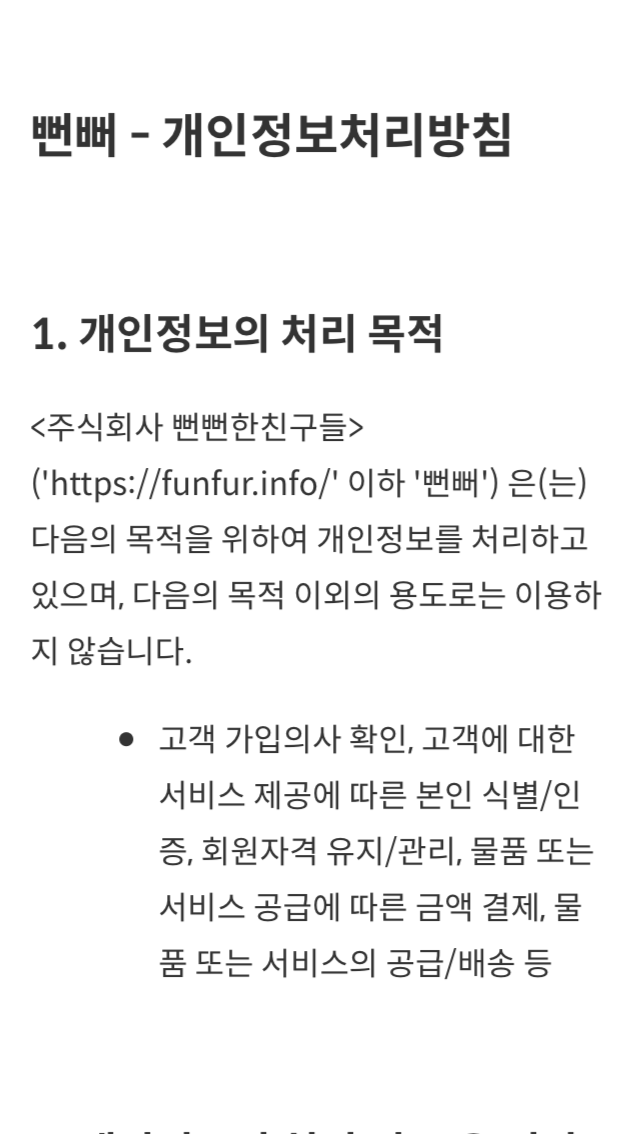 뻔뻐 - 개인정보처리방침
1. 개인정보의 처리 목적
<주식회사 뻔뻔한친구들>
('https://funfur.info/' 이하 '뻔뻐') 은(는)
다음의 목적을 위하여 개인정보를 처리하고
있으며, 다음의 목적 이외의 용도로는 이용하
지 않습니다.
● 고객 가입의사 확인, 고객에 대한
서비스 제공에 따른 본인 식별/인
증, 회원자격 유지/관리, 물품 또는
서비스 공급에 따른 금액 결제, 물
품 또는 서비스의 공급/배송 등